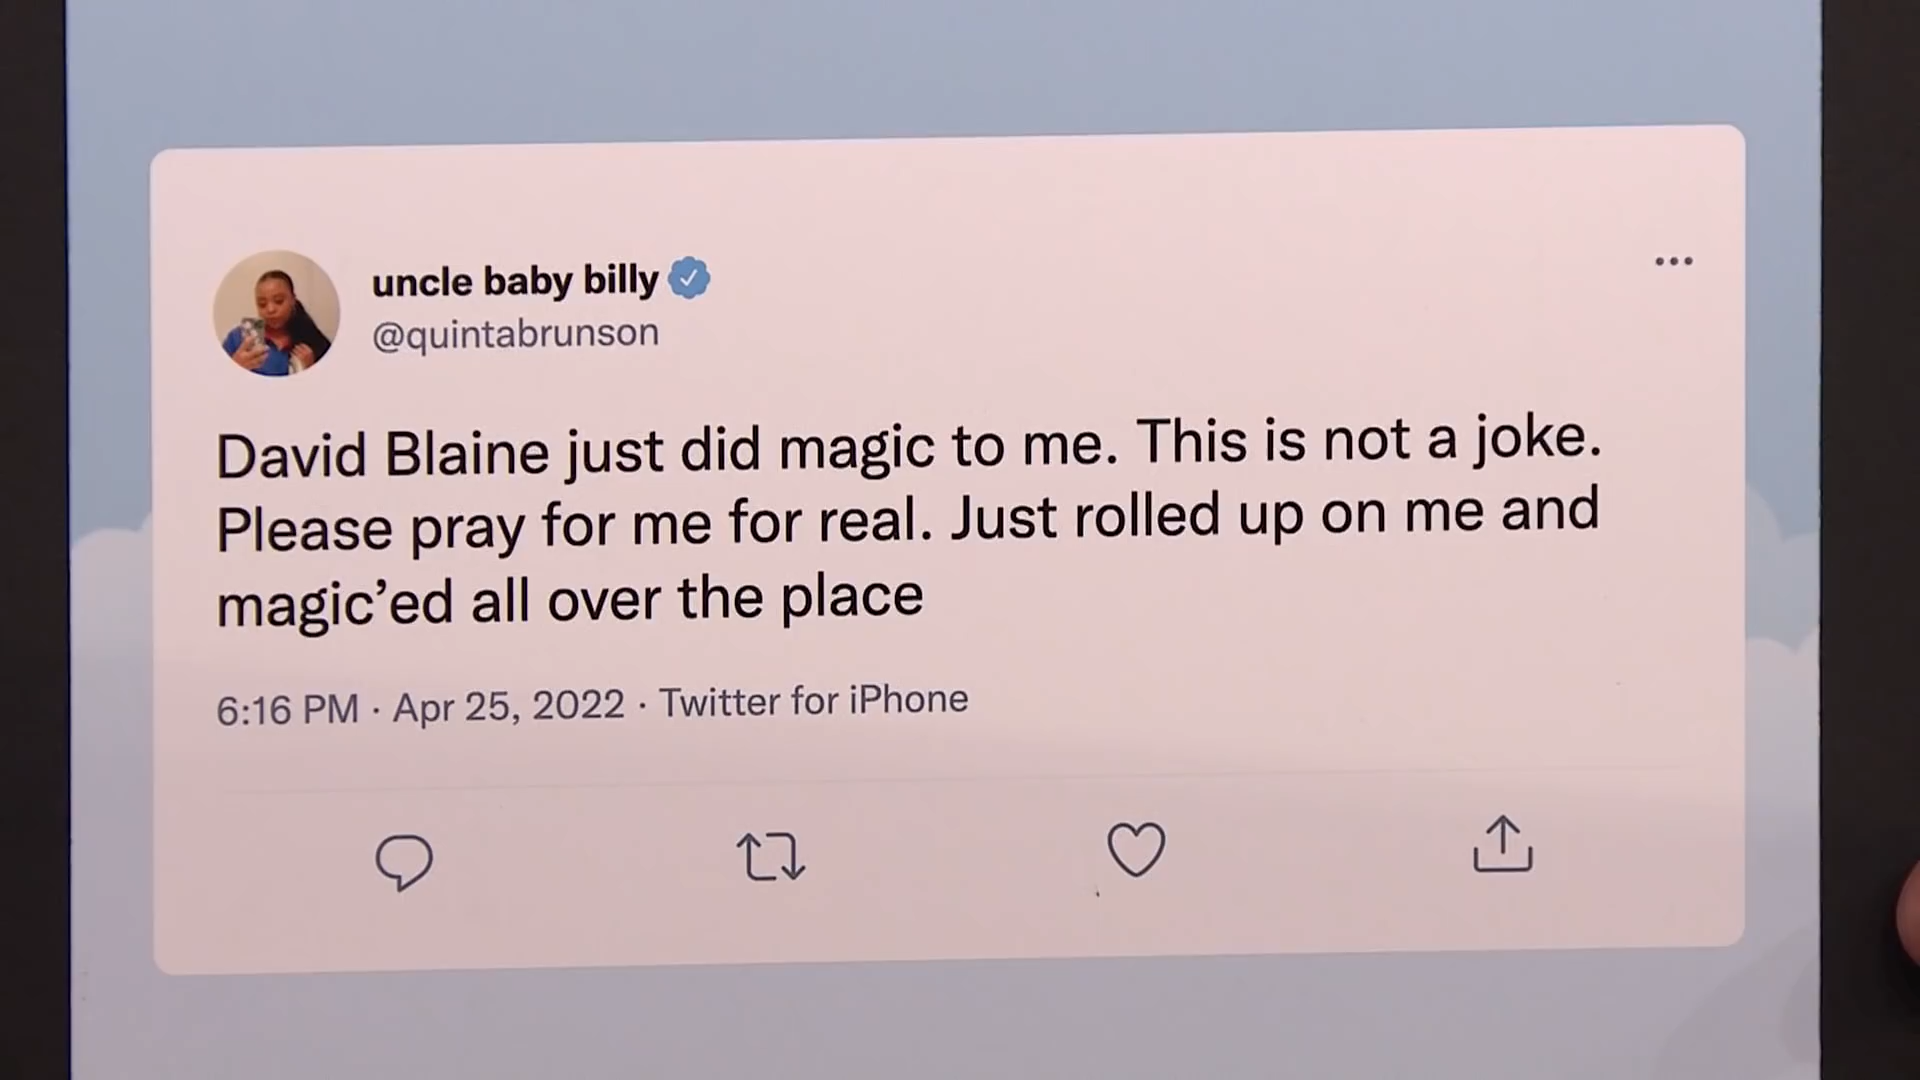 uncle baby billy
@quintabrunson
David Blaine just did magic to me. This is not a joke.
Please pray for me for real. Just rolled up on me and
magic’ed all over the place
6:16 PM · Apr 25, 2022 · Twitter for iPhone